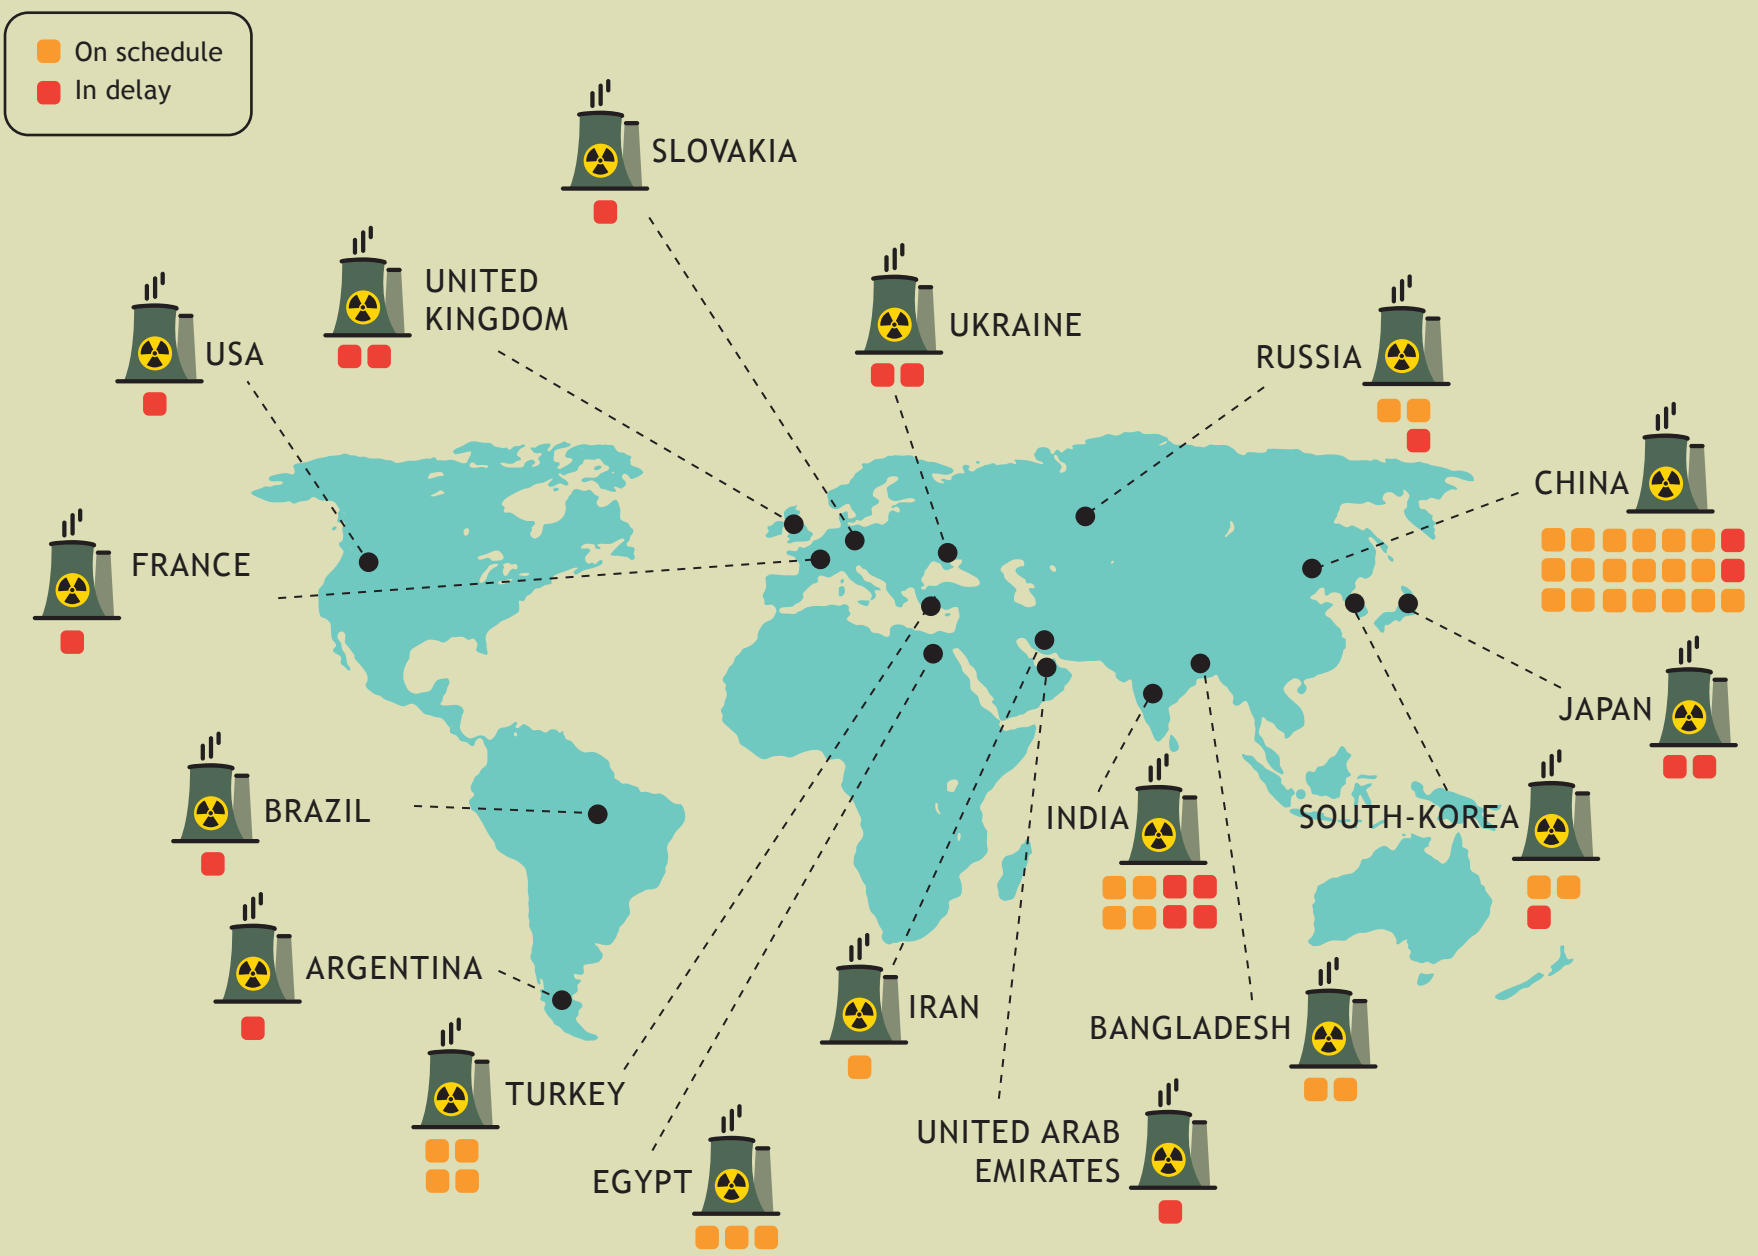 On schedule
In delay
SLOVAKIA
UNITED
KINGDOM
UKRAINE
USA
RUSSIA
CHINA
FRANCE
JAPAN
BRAZIL
INDIA
SOUTH-KOREA
ARGENTINA
IRAN
BANGLADESH
TURKEY
UNITED ARAB
EMIRATES
EGYPT